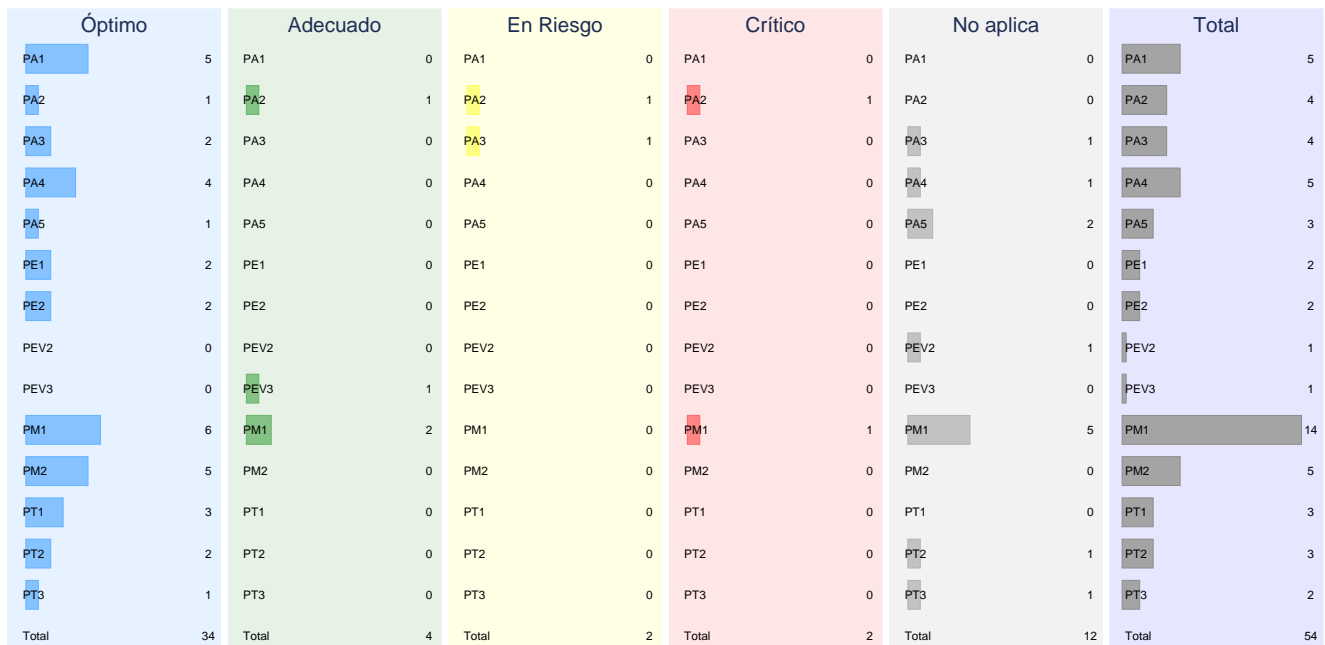 Óptimo Adecuado En Riesgo Crítico No aplica Total
PA1 5 PA1 0 PA1 0 PA1 0 PA1 0 PA1 5
PA2 1 PA2 1 PA2 1 PA2 1 PA2 0 PA2 4
PA3 2 PA3 0 PA3 1 PA3 0 PA3 1 PA3 4
PA4 4 PA4 0 PA4 0 PA4 0 PA4 1 PA4 5
PA5 1 PA5 0 PA5 0 PA5 0 PA5 2 PA5 3
PE1 2 PE1 0 PE1 0 PE1 0 PE1 0 PE1 2
PE2 2 PE2 0 PE2 0 PE2 0 PE2 0 PE2 2
PEV2 0 PEV2 0 PEV2 0 PEV2 0 PEV2 1 PEV2 1
PEV3 0 PEV3 1 PEV3 0 PEV3 0 PEV3 0 PEV3 1
PM1 6 PM1 2 PM1 0 PM1 1 PM1 5 PM1 14
PM2 5 PM2 0 PM2 0 PM2 0 PM2 0 PM2 5
PT1 3 PT1 0 PT1 0 PT1 0 PT1 0 PT1 3
PT2 2 PT2 0 PT2 0 PT2 0 PT2 1 PT2 3
PT3 1 PT3 0 PT3 0 PT3 0 PT3 1 PT3 2
Total 34 Total 4 Total 2 Total 2 Total 12 Total 54